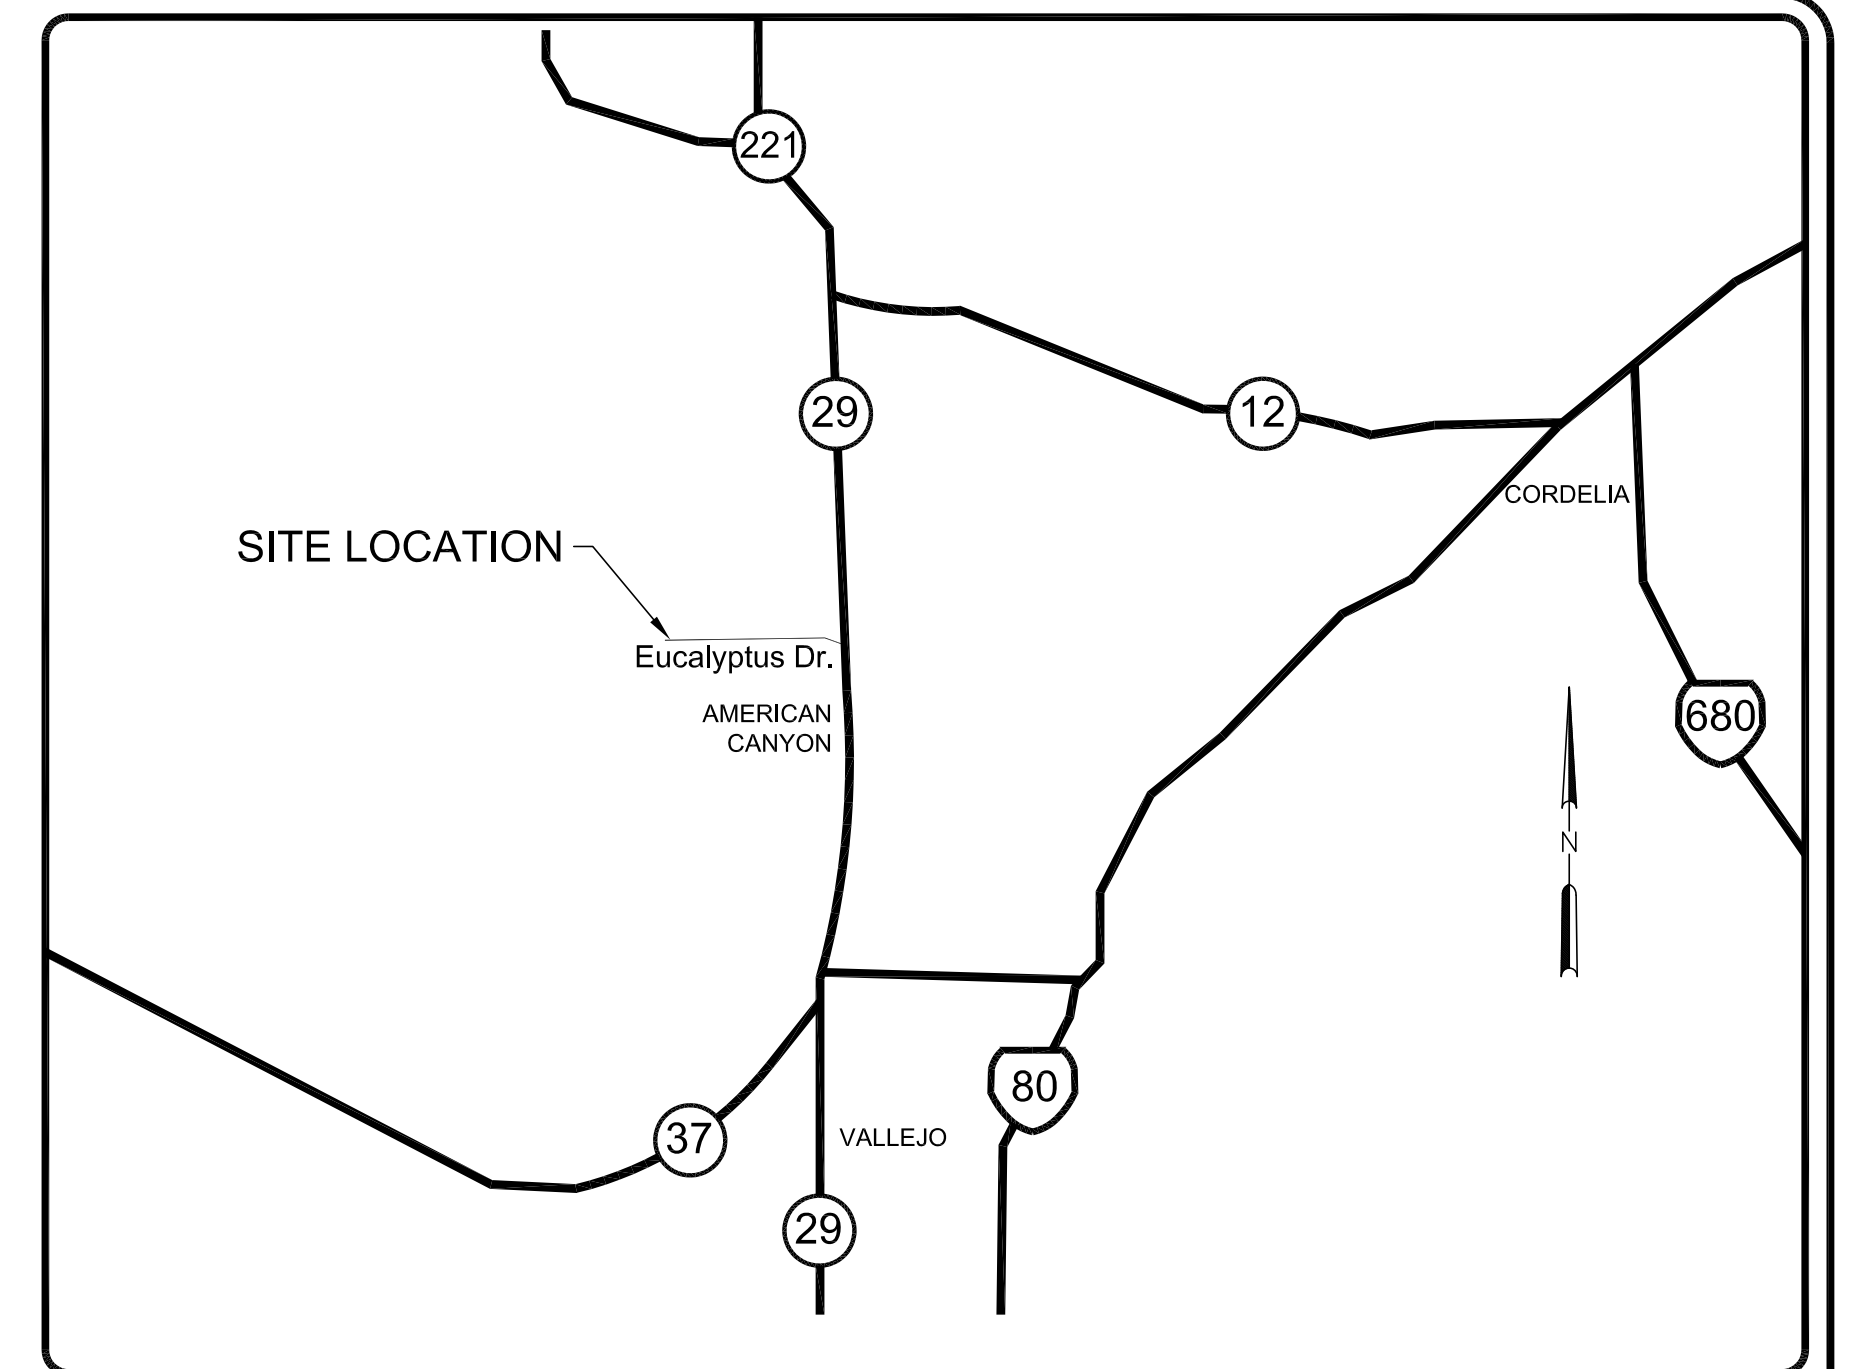 221
29
12
CORDELIA
SITE LOCATION
Eucalyptus Dr.
AMERICAN
CANYON
680
N
80
37
VALLEJO
29